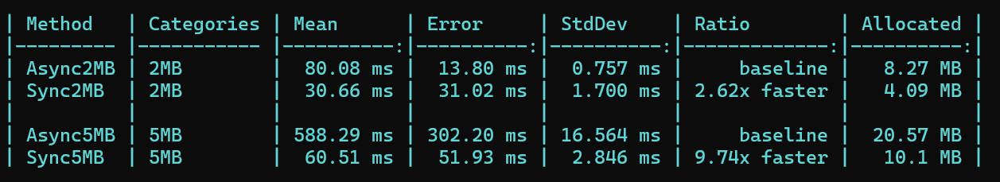 | Method    | Categories | Mean      | Error     | StdDev    | Ratio        | Allocated |
|---------- |----------- |----------:|----------:|----------:|-------------:|----------:|
| Async2MB | 2MB        |  80.08 ms |  13.80 ms |  0.757 ms |     baseline |   8.27 MB |
| Sync2MB  | 2MB        |  30.66 ms |  31.02 ms |  1.700 ms | 2.62x faster |   4.09 MB |
|          |            |           |           |           |              |           |
| Async5MB | 5MB        | 588.29 ms | 302.20 ms | 16.564 ms |     baseline |  20.57 MB |
| Sync5MB  | 5MB        |  60.51 ms |  51.93 ms |  2.846 ms | 9.74x faster |   10.1 MB |